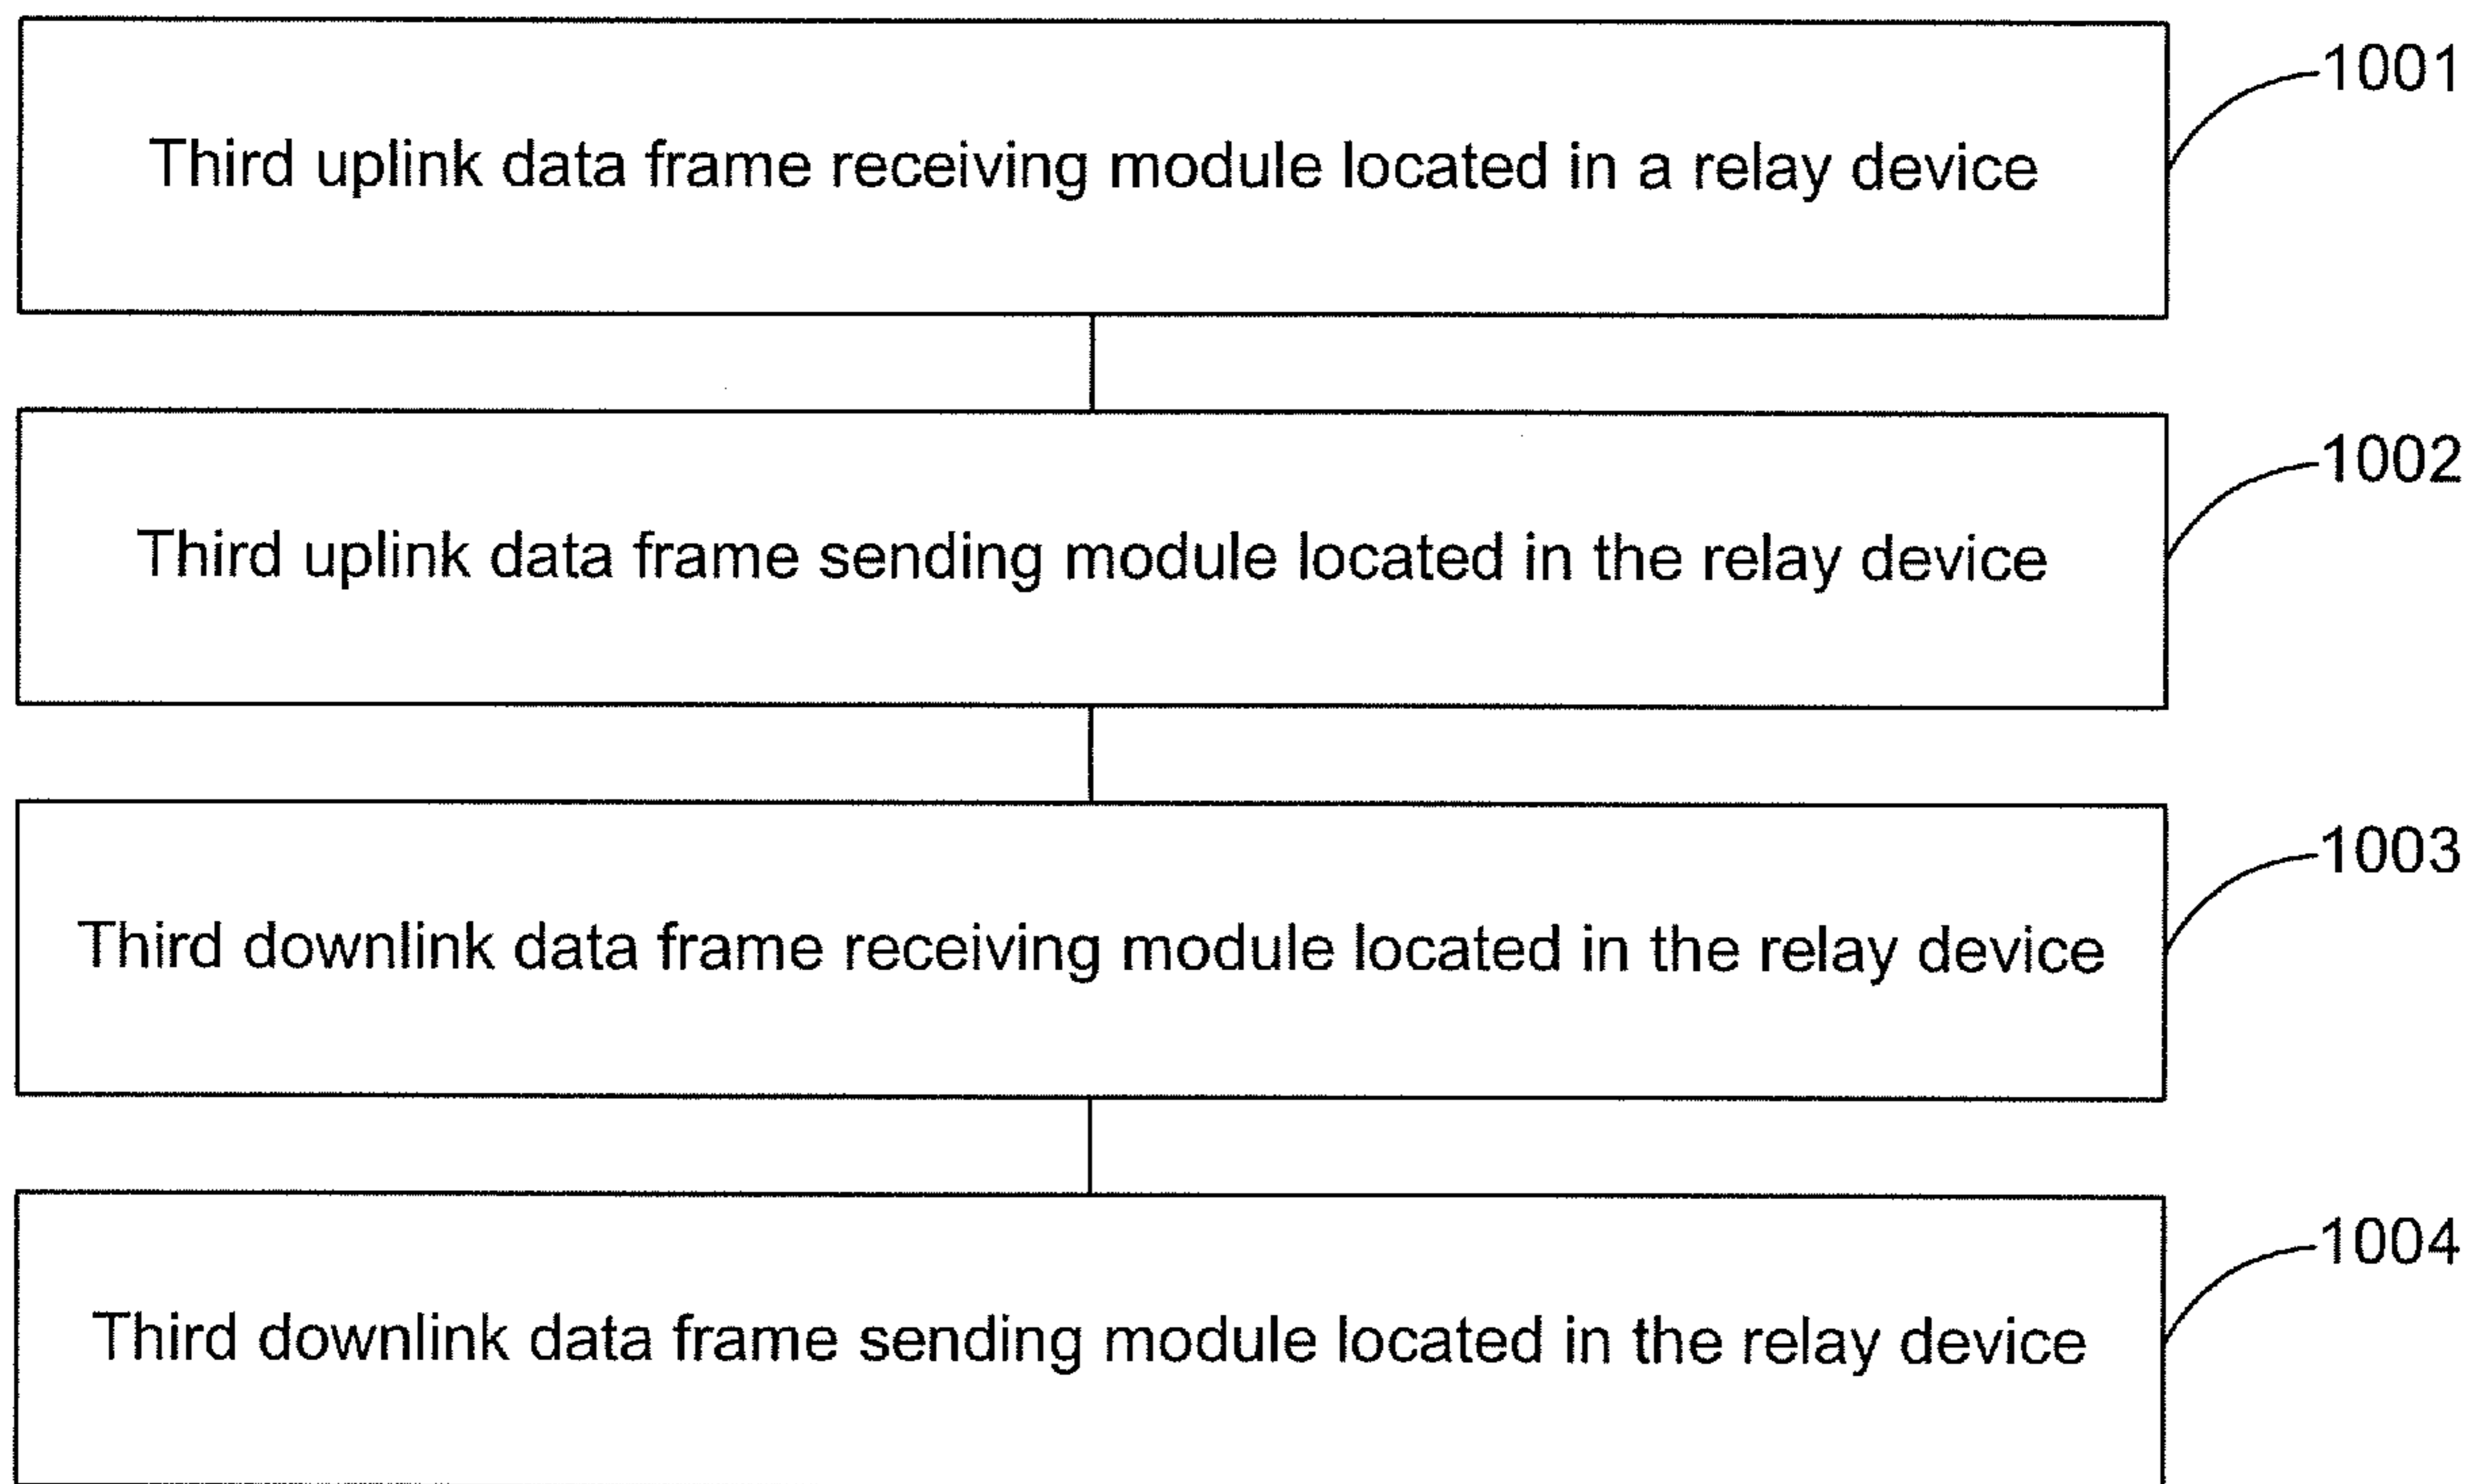 1001
Third uplink data frame receiving module located in a relay device
1002
Third uplink data frame sending module located in the relay device
1003
Third downlink data frame receiving module located in the relay device
1004
Third downlink data frame sending module located in the relay device